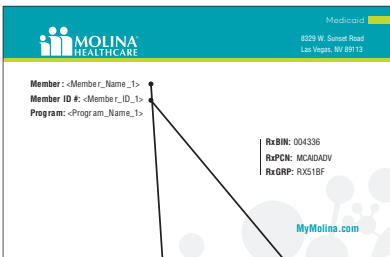 Medicaid
MOLINA®
HEALTHCARE
8329 W. Sunset Road
Las Vegas, NV 89113
Member: <Member_Name_1>
Member ID #: <Member_ID_1>
Program: <Program_Name_1>
RxBIN: 004336
RxPCN: MCAIDADV
RxGRP: RX51BF
MyMolina.com